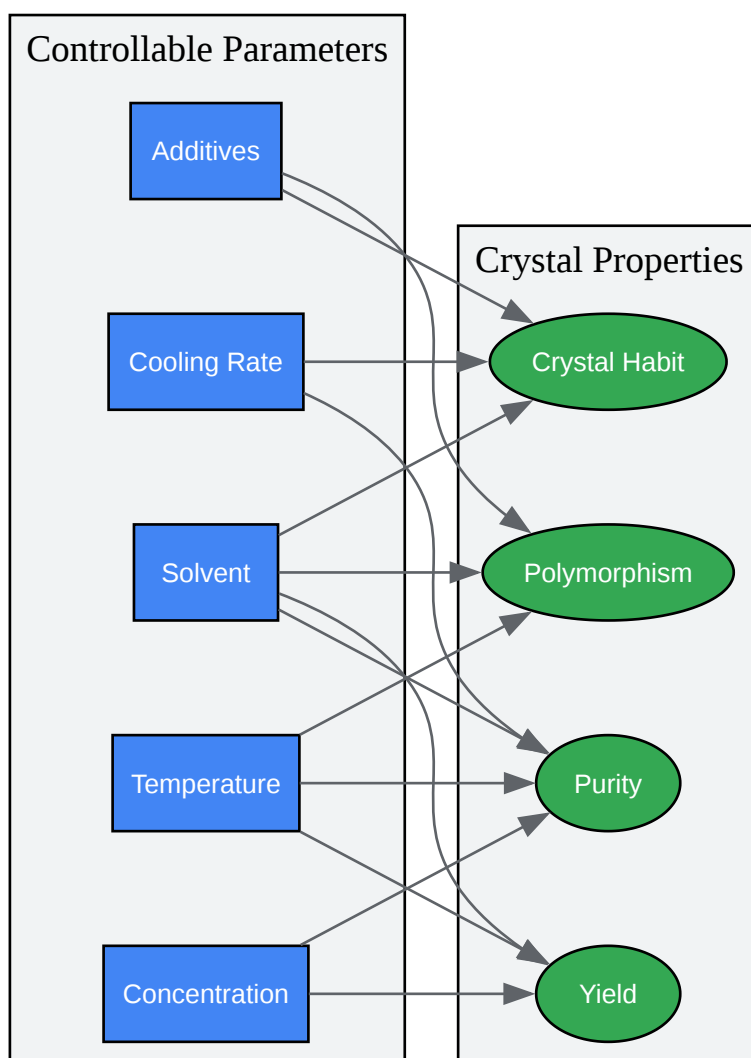 Controllable Parameters
Additives
Cooling Rate
Solvent
Temperature
Concentration
Crystal Properties
Crystal Habit
Polymorphism
Purity
Yield